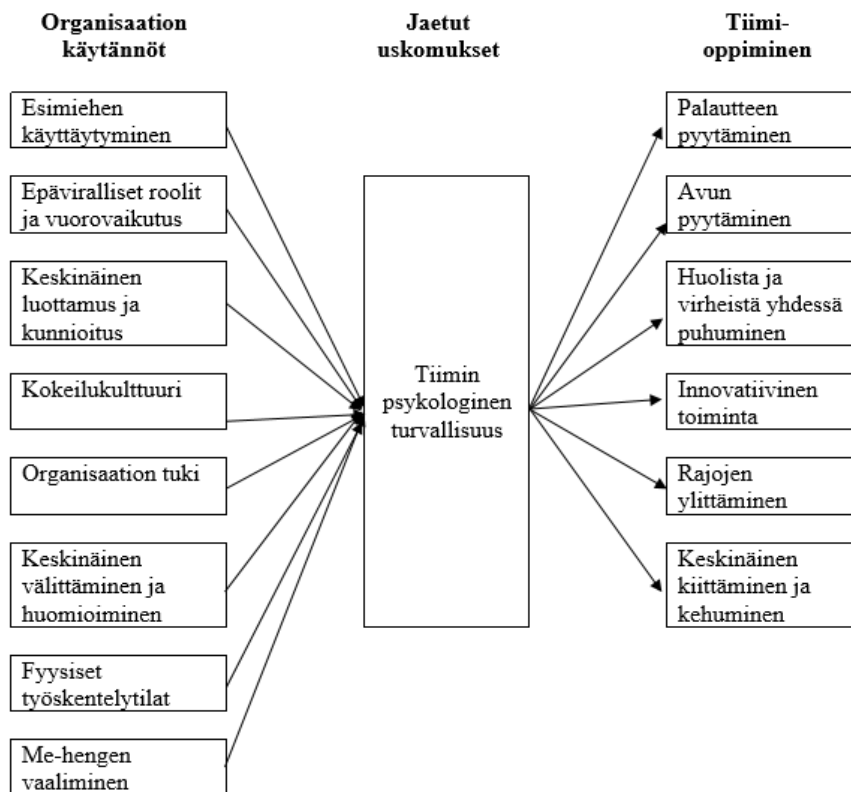 Organisaation
käytännöt
Esimiehen
käyttäytyminen
Epäviralliset roolit
ja vuorovaikutus
Keskinäinen
luottamus ja
kunnioitus
Kokeilukulttuuri
Organisaation tuki
Keskinäinen
välittäminen ja
huomioiminen
Fyysiset
työskentelytilat
Me-hengen
vaaliminen
Jaetut
uskomukset
Tiimin
psykologinen
turvallisuus
Tiimi-
oppiminen
Palautteen
pyytäminen
Avun
pyytäminen
Huolista ja
virheistä yhdessä
puhuminen
Innovatiivinen
toiminta
Rajojen
ylittäminen
Keskinäinen
kiittäminen ja
kehuminen